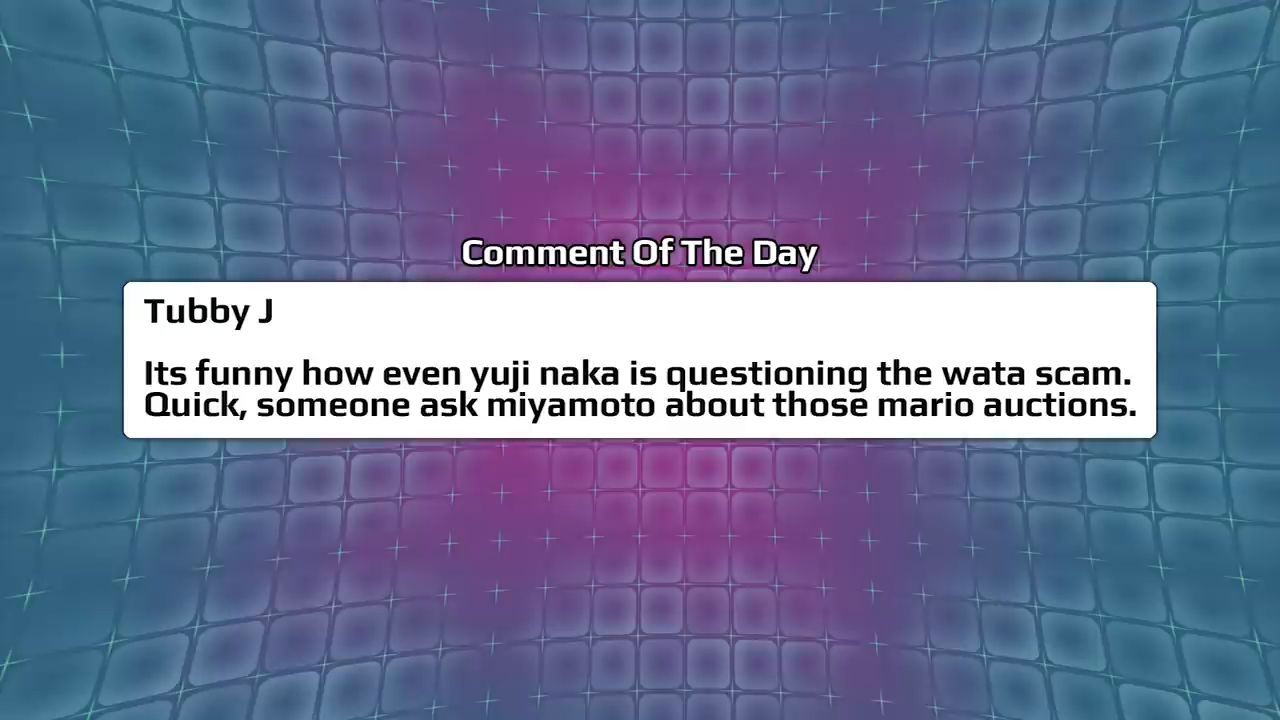 Comment Of The Day
Tubby J
Its funny how even yuji naka is questioning the wata scam.
Quick, someone ask miyamoto about those mario auctions.